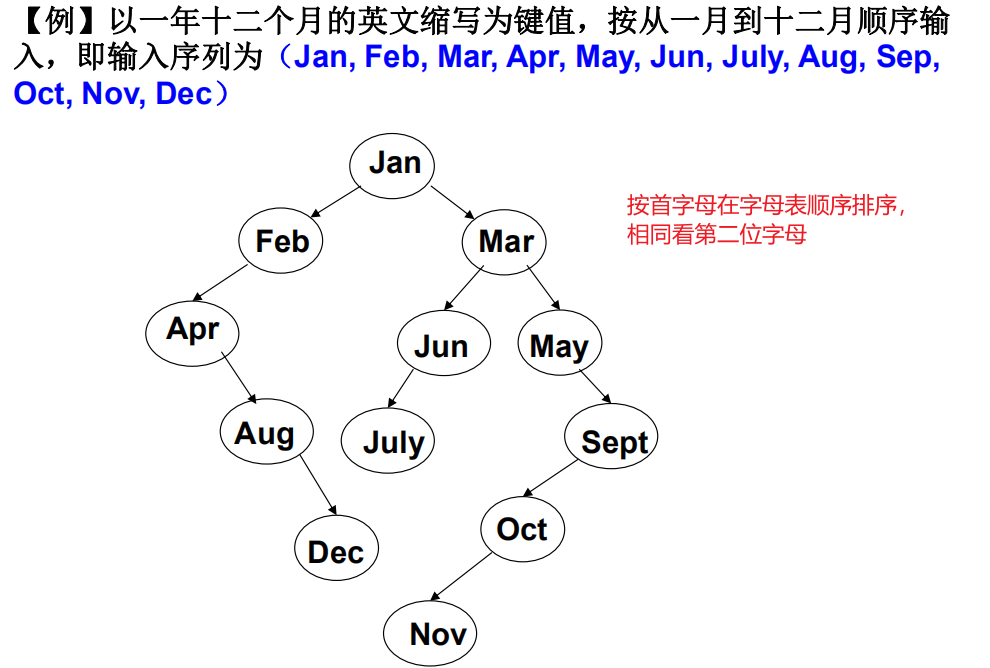 【例】以一年十二个月的英文缩写为键值，按从一月到十二月顺序输
入，即输入序列为（Jan, Feb, Mar, Apr, May, Jun, July, Aug, Sep,
Oct, Nov, Dec）
Jan
按首字母在字母表顺序排序，
相同看第二位字母
Feb
Mar
Apr
Jun
May
Aug
July
Sept
Dec
Oct
Nov